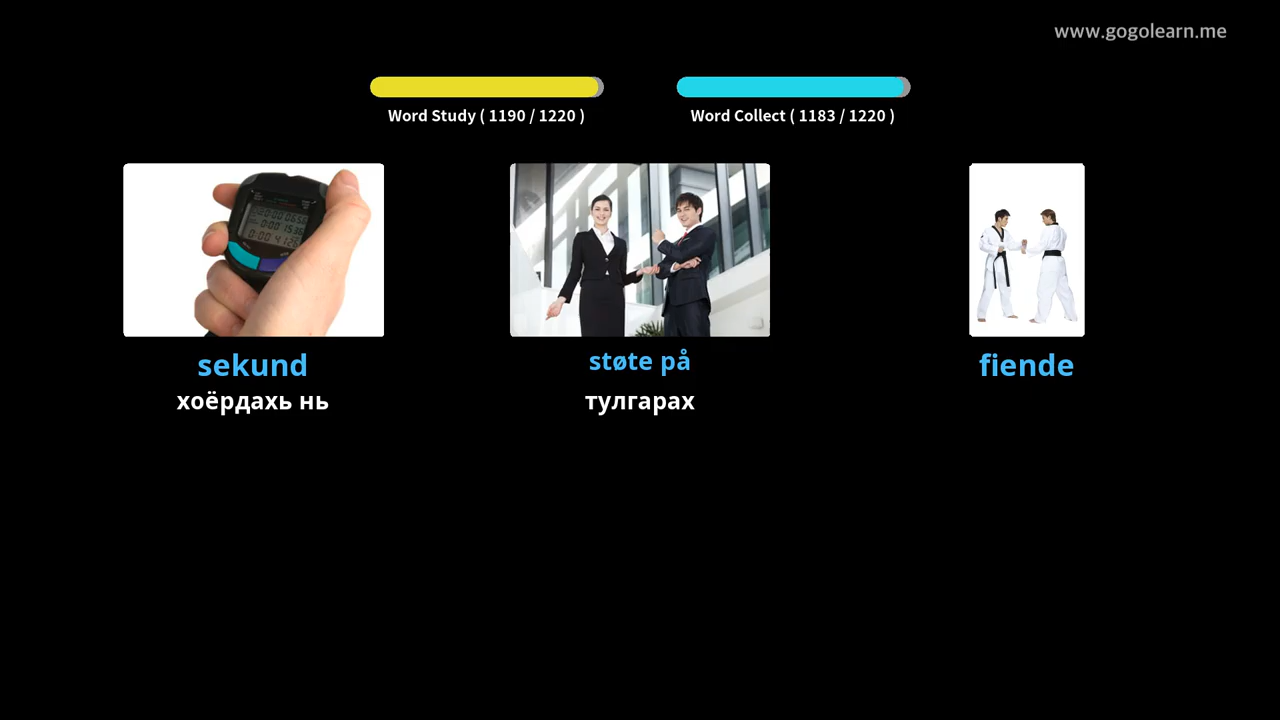 www.gogolearn.me
Word Study ( 1190 / 1220 )
Word Collect ( 1183 / 1220 )
sekund
støte på
fiende
хоёрдахь нь
тулгарах